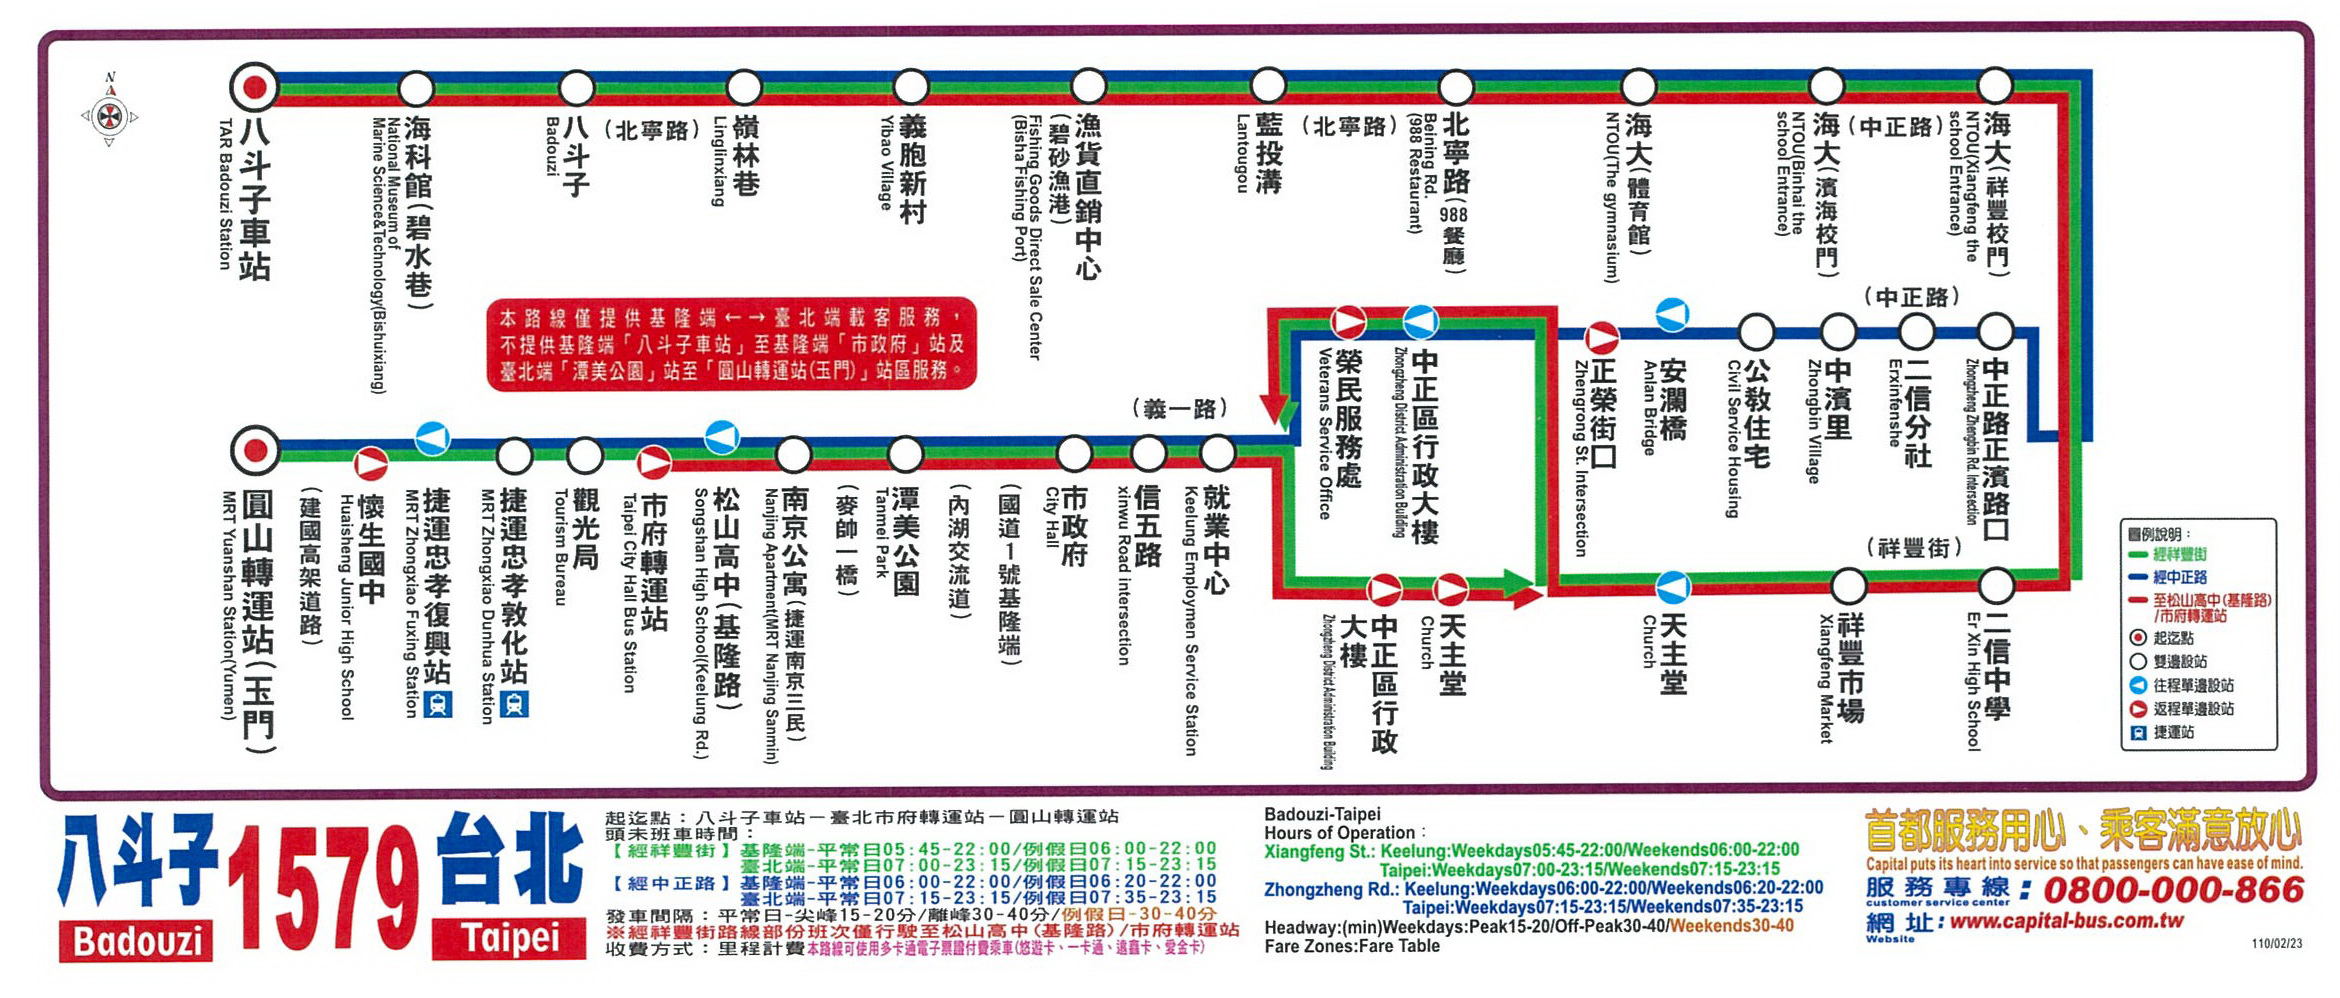 N
八斗子車站
TAR Badouzi Station
海科館(碧水巷)
National Museum of
Marine Science&Technology(Bishuixiang)
八斗子
Badouzi
(北寧路)
嶺林巷
Linglinxiang
義胞新村
Yibao Village
漁貨直銷中心
(碧砂漁港)
Fishing Goods Direct Sale Center
(Bisha Fishing Port)
藍投溝
Lantougou
(北寧路)
北寧路(988餐廳)
Beining Rd.
(988 Restaurant)
海大(體育館)
NTOU(The gymnasium)
海大(濱海校門)
NTOU(Binhai the
school Entrance)
(中正路)
海大(祥豐校門)
NTOU(Xiangfeng the
school Entrance)
本路線僅提供基隆端←→臺北端載客服務，
不提供基隆端「八斗子車站」至基隆端「市政府」站及
臺北端「潭美公園」站至「圓山轉運站(玉門)」站區服務。
(中正路)
榮民服務處
Veterans Service Office
中正區行政大樓
Zhongzheng District Administration Building
正榮街口
Zhengrong St. Intersection
安瀾橋
Anlan Bridge
公教住宅
Civil Service Housing
中濱里
Zhongbin Village
二信分社
Erxinfenshe
中正路正濱路口
Zhongzheng Zhengbin Rd. Intersection
(義一路)
圓山轉運站(玉門)
MRT Yuanshan Station(Yumen)
(建國高架道路)
懷生國中
Huaisheng Junior High School
捷運忠孝復興站
MRT Zhongxiao Fuxing Station
捷運忠孝敦化站
MRT Zhongxiao Dunhua Station
觀光局
Tourism Bureau
市府轉運站
Taipei City Hall Bus Station
松山高中(基隆路)
Songshan High School(Keelung Rd.)
南京公寓(捷運南京三民)
Nanjing Apartment(MRT Nanjing Sanmin)
(麥帥一橋)
潭美公園
Tanmei Park
(內湖交流道)
(國道1號基隆端)
市政府
City Hall
信五路
xinwu Road intersection
就業中心
Keelung Employmen Service Station
中正區行政
大樓
Zhongzheng District Administration Building
天主堂
Church
天主堂
Church
(祥豐街)
祥豐市場
Xiangfeng Market
二信中學
Er Xin High School
圖例說明：
經祥豐街
經中正路
至松山高中(基隆路)
/市府轉運站
起迄點
雙邊設站
往程單邊設站
返程單邊設站
捷運站
八斗子
Badouzi
1579
台北
Taipei
起迄點：八斗子車站－臺北市府轉運站－圓山轉運站
頭末班車時間：
【經祥豐街】基隆端-平常日05:45-22:00/例假日06:00-22:00
臺北端-平常日07:00-23:15/例假日07:15-23:15
【經中正路】基隆端-平常日06:00-22:00/例假日06:20-22:00
臺北端-平常日07:15-23:15/例假日07:35-23:15
發車間隔：平常日-尖峰15-20分/離峰30-40分/例假日-30-40分
※經祥豐街路線部份班次僅行駛至松山高中(基隆路)/市府轉運站
收費方式：里程計費本路線可使用多卡通電子票證付費乘車(悠遊卡、一卡通、遠鑫卡、愛金卡)
Badouzi-Taipei
Hours of Operation：
Xiangfeng St.: Keelung:Weekdays05:45-22:00/Weekends06:00-22:00
Taipei:Weekdays07:00-23:15/Weekends07:15-23:15
Zhongzheng Rd.: Keelung:Weekdays06:00-22:00/Weekends06:20-22:00
Taipei:Weekdays07:15-23:15/Weekends07:35-23:15
Headway:(min)Weekdays:Peak15-20/Off-Peak30-40/Weekends30-40
Fare Zones:Fare Table
首都服務用心、乘客滿意放心
Capital puts its heart into service so that passengers can have ease of mind.
服務專線：0800-000-866
customer service center
網址：www.capital-bus.com.tw
Website
110/02/23